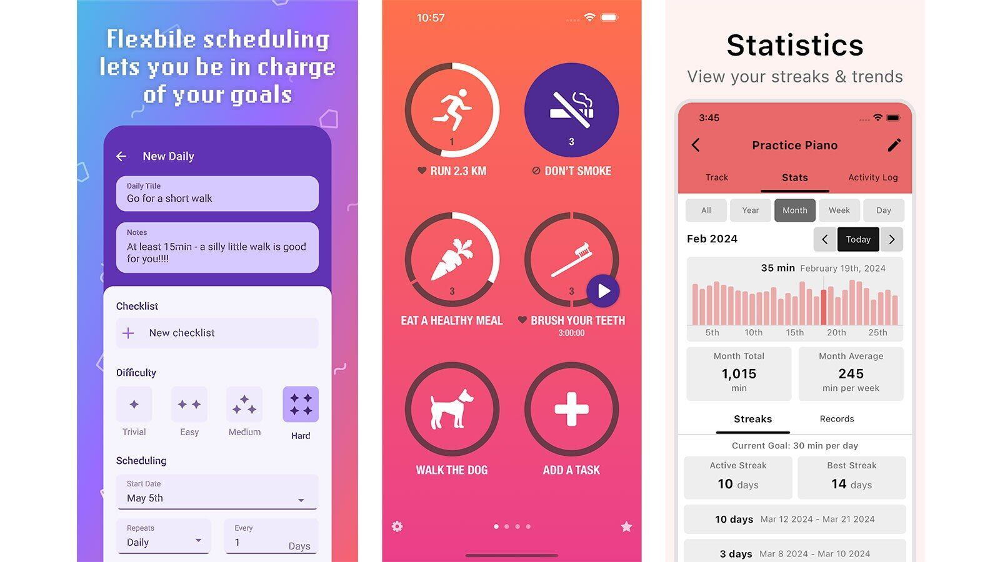 Flexbile scheduling
lets you be in charge
of your goals
New Daily
Daily Title
Go for a short walk
Notes
At least 15min - a silly little walk is good
for you!!!!
Checklist
New checklist
Difficulty
Trivial
Easy
Medium
Hard
Scheduling
Start Date
May 5th
Repeats
Daily
Every
1
Days
10:57
1
RUN 2.3 KM
3
DON'T SMOKE
3
EAT A HEALTHY MEAL
3
BRUSH YOUR TEETH
3:00:00
WALK THE DOG
ADD A TASK
Statistics
View your streaks & trends
3:45
Practice Piano
Track
Stats
Activity Log
All
Year
Month
Week
Day
Feb 2024
Today
35 min February 19th, 2024
5th
10th
15th
20th
25th
Month Total
1,015
min
Month Average
245
min per week
Streaks
Records
Current Goal: 30 min per day
Active Streak
10 days
Best Streak
14 days
10 days Mar 12 2024 - Mar 21 2024
3 days Mar 8 2024 - Mar 10 2024